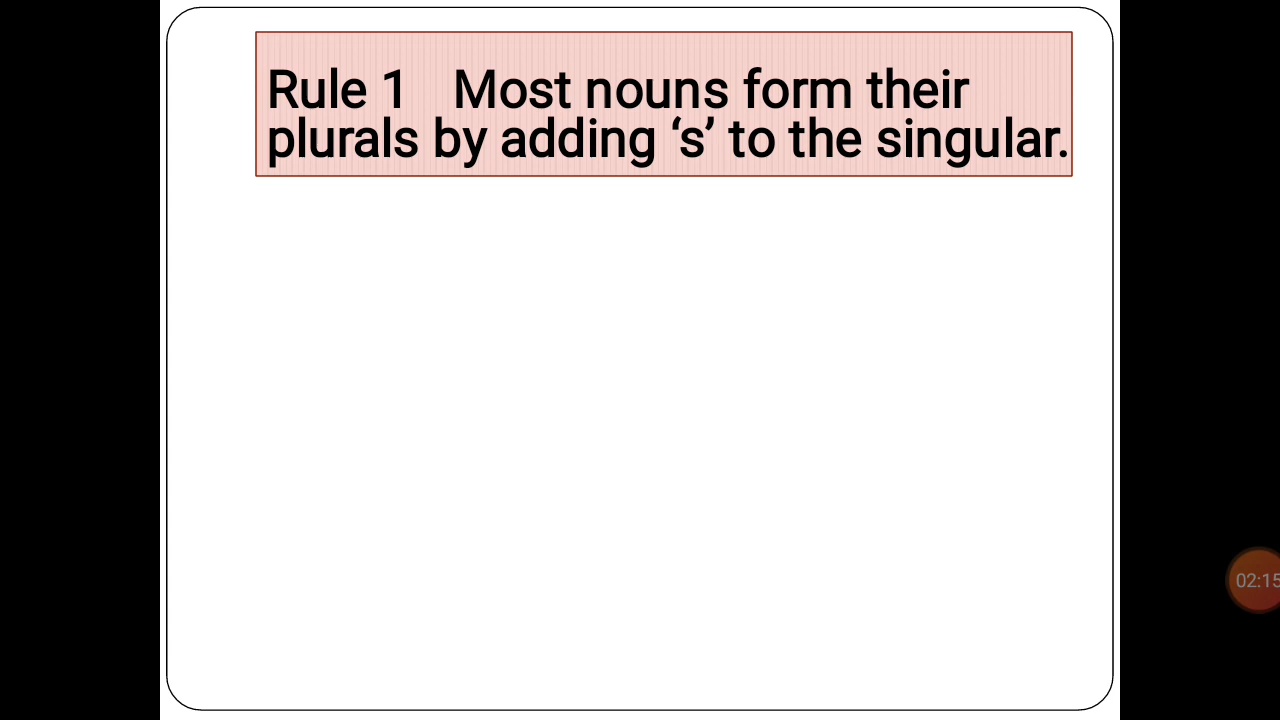 Rule 1 Most nouns form their
plurals by adding ‘s’ to the singular.
02:15